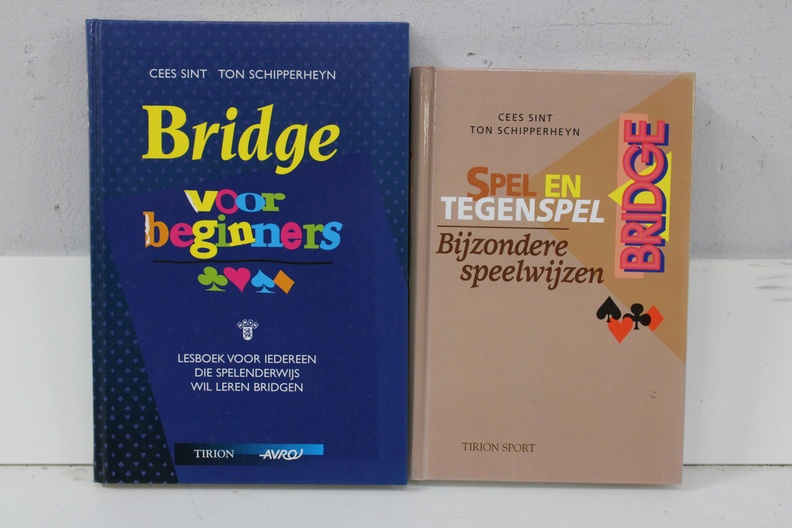 CEES SINT TON SCHIPPERHEYN
Bridge
voor
beginners
LESBOEK VOOR IEDEREEN
DIE SPELENDERWIJS
WIL LEREN BRIDGEN
TIRION AVRO
CEES SINT
TON SCHIPPERHEYN
SPEL EN
TEGENSPEL
Bijzondere
speelwijzen
BRIDGE
TIRION SPORT